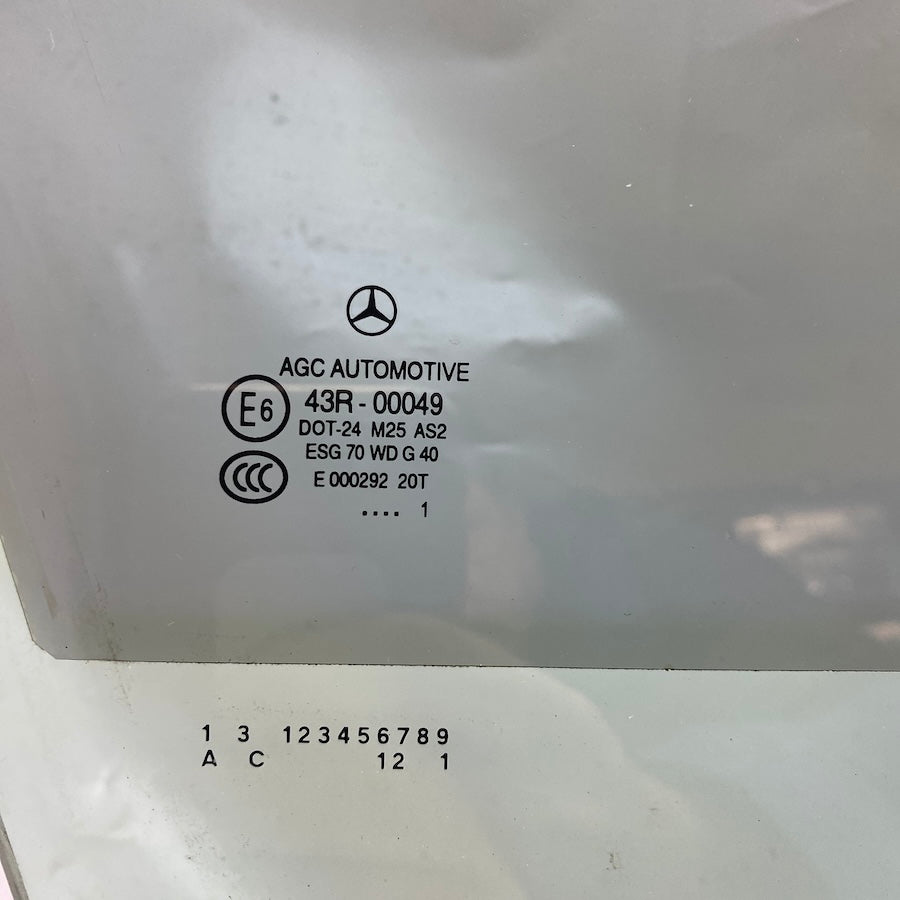 AGC AUTOMOTIVE
E6 43R - 00049
DOT-24 M25 AS2
ESG 70 WD G 40
CCC E 000292 20T
.... 1
1 3 123456789
A C 12 1